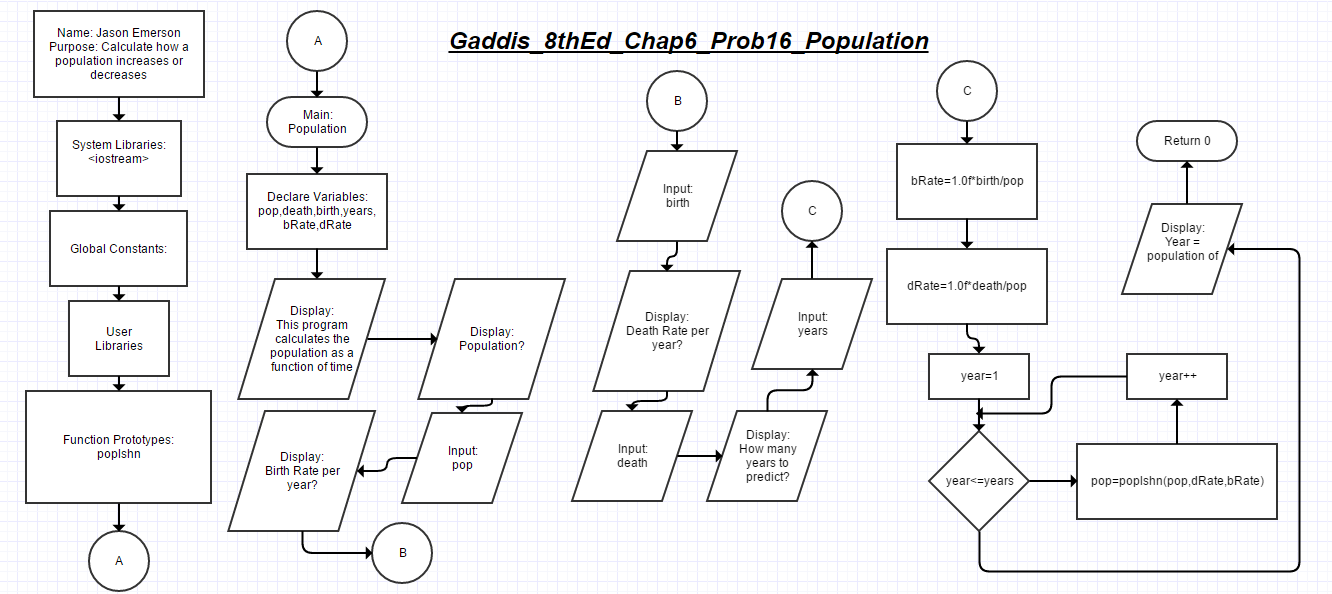 Gaddis_8thEd_Chap6_Prob16_Population
Name: Jason Emerson
Purpose: Calculate how a
population increases or
decreases
System Libraries:
<iostream>
Global Constants:
User
Libraries
Function Prototypes:
poplshn
A
A
Main:
Population
Declare Variables:
pop,death,birth,years,
bRate,dRate
Display:
This program
calculates the
population as a
function of time
Display:
Population?
Input:
pop
Display:
Birth Rate per
year?
B
B
Input:
birth
Display:
Death Rate per
year?
Input:
death
Display:
How many
years to
predict?
Input:
years
C
C
bRate=1.0f*birth/pop
dRate=1.0f*death/pop
year=1
year<=years
pop=poplshn(pop,dRate,bRate)
year++
Display:
Year =
population of
Return 0